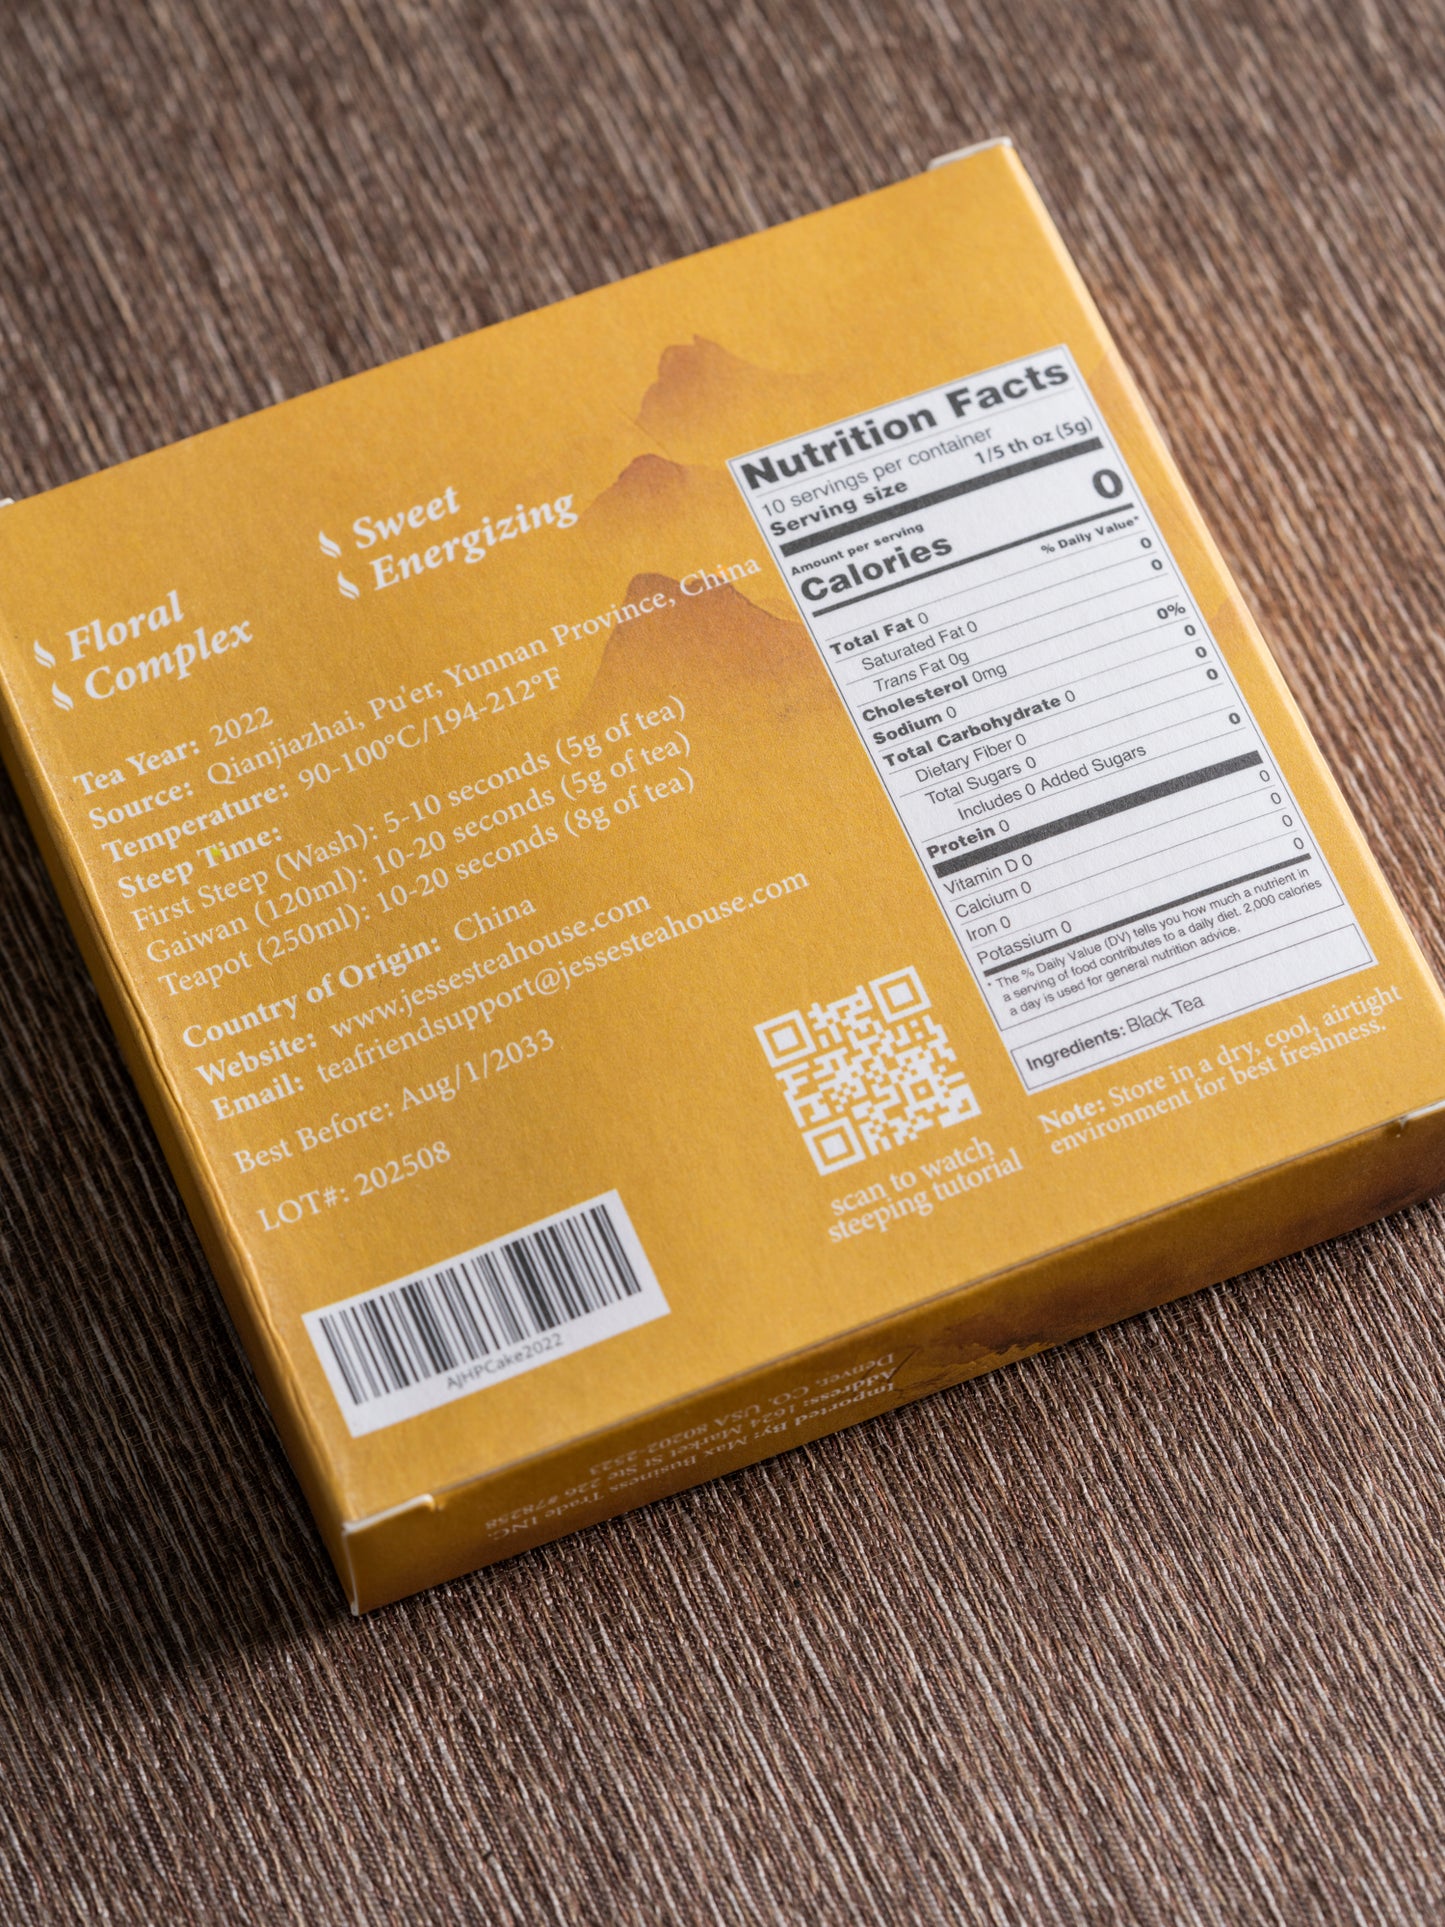 Floral
Complex
Sweet
Energizing
Tea Year: 2022
Source: Qianjiazhai, Pu'er, Yunnan Province, China
Temperature: 90-100°C/194-212°F
Steep Time:
First Steep (Wash): 5-10 seconds (5g of tea)
Gaiwan (120ml): 10-20 seconds (5g of tea)
Teapot (250ml): 10-20 seconds (8g of tea)
Country of Origin: China
Website: www.jessesteahouse.com
Email: teafriendsupport@jessesteahouse.com
Best Before: Aug/1/2033
LOT#: 202508
AJHPCake2022
Nutrition Facts
10 servings per container
Serving size 1/5 th oz (5g)
Amount per serving
Calories 0
% Daily Value*
Total Fat 0 0
Saturated Fat 0 0
Trans Fat 0g
Cholesterol 0mg 0%
Sodium 0 0
Total Carbohydrate 0 0
Dietary Fiber 0 0
Total Sugars 0
Includes 0 Added Sugars 0
Protein 0
Vitamin D 0 0
Calcium 0 0
Iron 0 0
Potassium 0 0
* The % Daily Value (DV) tells you how much a nutrient in
a serving of food contributes to a daily diet. 2,000 calories
a day is used for general nutrition advice.
Ingredients: Black Tea
scan to watch
steeping tutorial
Note: Store in a dry, cool, airtight
environment for best freshness.
Imported By: Max Business Trade INC.
Address: 1624 Market St Ste 226 #78258
Denver, CO, USA 80202-2523